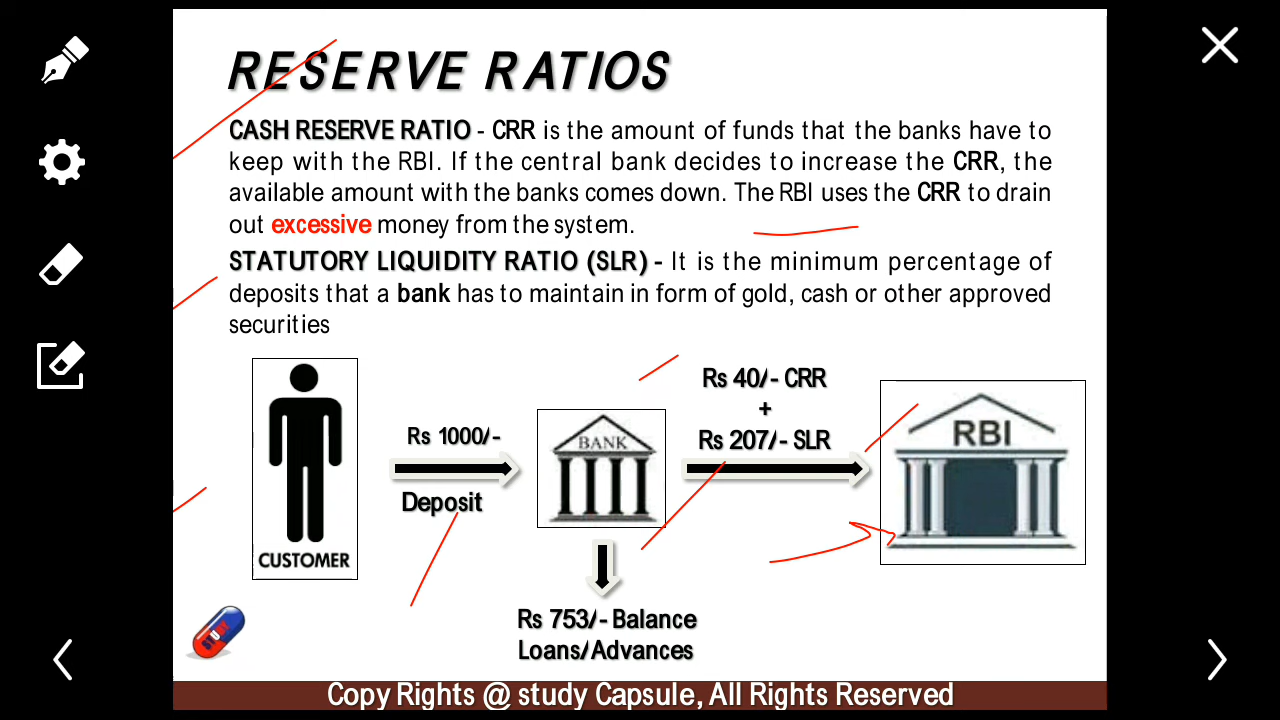 RESERVE RATIOS
CASH RESERVE RATIO - CRR is the amount of funds that the banks have to
keep with the RBI. If the central bank decides to increase the CRR, the
available amount with the banks comes down. The RBI uses the CRR to drain
out excessive money from the system.
STATUTORY LIQUIDITY RATIO (SLR) - It is the minimum percentage of
deposits that a bank has to maintain in form of gold, cash or other approved
securities
Rs 1000/-
Deposit
CUSTOMER
BANK
Rs 40/- CRR
+
Rs 207/- SLR
RBI
Rs 753/- Balance
Loans/Advances
STUDY
Copy Rights @ study Capsule, All Rights Reserved